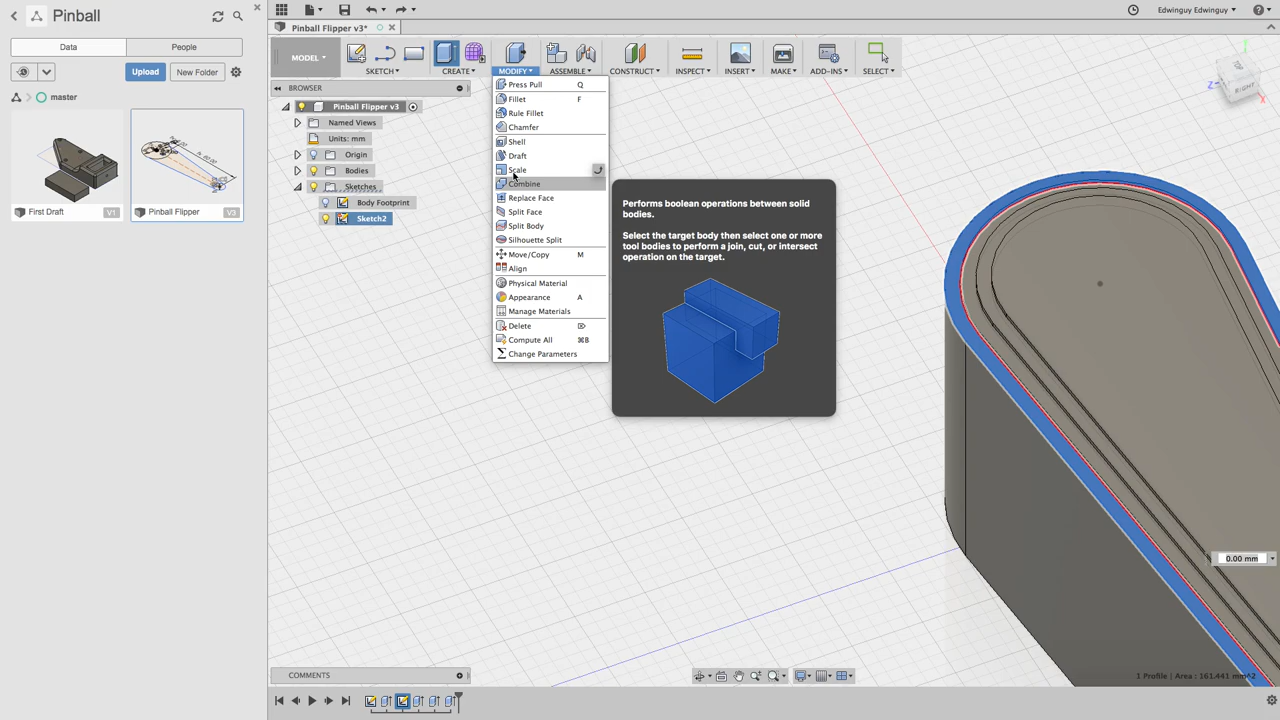 Pinball
Data
People
Upload
New Folder
master
First Draft
V1
Pinball Flipper
V3
Pinball Flipper v3*
Edwinguy Edwinguy
MODEL
SKETCH
CREATE
MODIFY
ASSEMBLE
CONSTRUCT
INSPECT
INSERT
MAKE
ADD-INS
SELECT
BROWSER
Pinball Flipper v3
Named Views
Units: mm
Origin
Bodies
Sketches
Body Footprint
Sketch2
Press Pull Q
Fillet F
Rule Fillet
Chamfer
Shell
Draft
Scale
Combine
Replace Face
Split Face
Split Body
Silhouette Split
Move/Copy M
Align
Physical Material
Appearance A
Manage Materials
Delete
Compute All ⌘B
Change Parameters
Performs boolean operations between solid
bodies.
Select the target body then select one or more
tool bodies to perform a join, cut, or intersect
operation on the target.
Z
RIGHT
X
0.00 mm
COMMENTS
1 Profile | Area : 161.441 mm^2